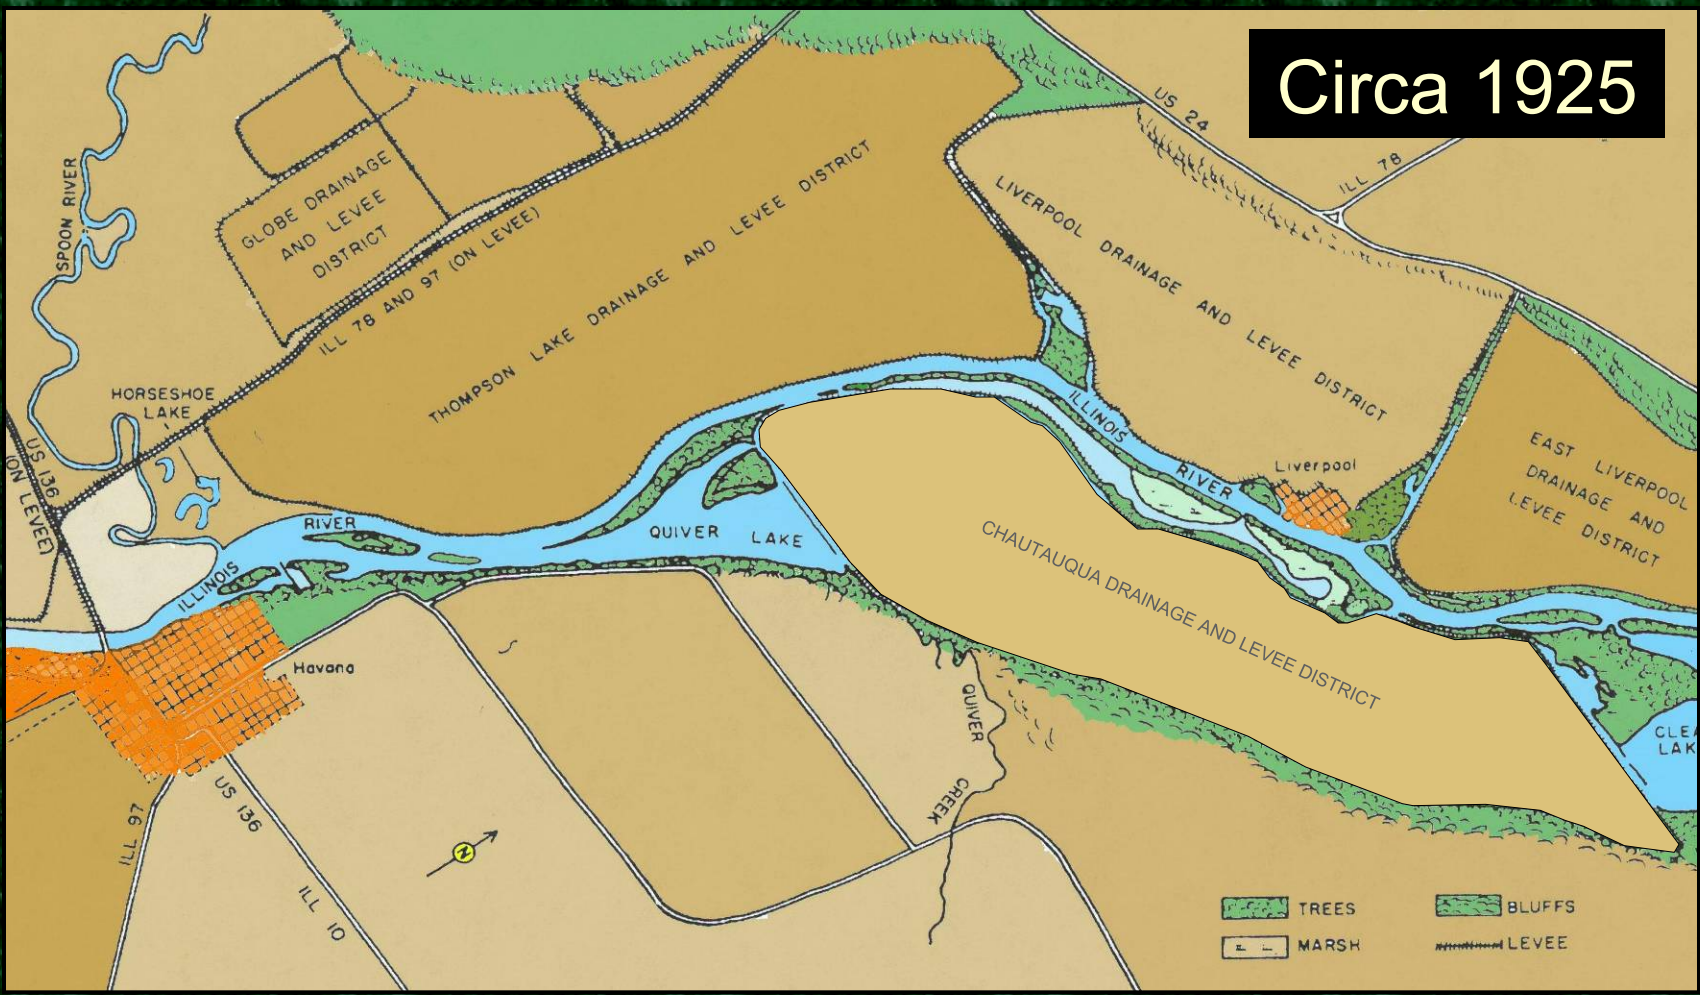 Circa 1925
US 24
ILL 78
SPOON RIVER
GLOBE DRAINAGE
AND LEVEE
DISTRICT
ILL 78 AND 97 (ON LEVEE)
THOMPSON LAKE DRAINAGE AND LEVEE DISTRICT
LIVERPOOL DRAINAGE AND LEVEE DISTRICT
HORSESHOE
LAKE
US 136
(ON LEVEE)
ILLINOIS
RIVER
Liverpool
EAST LIVERPOOL
DRAINAGE AND
LEVEE DISTRICT
ILLINOIS
RIVER
QUIVER LAKE
CHAUTAUQUA DRAINAGE AND LEVEE DISTRICT
Havana
QUIVER
CREEK
CLEA
LAK
US 136
ILL 97
ILL 10
N
TREES
BLUFFS
MARSH
LEVEE